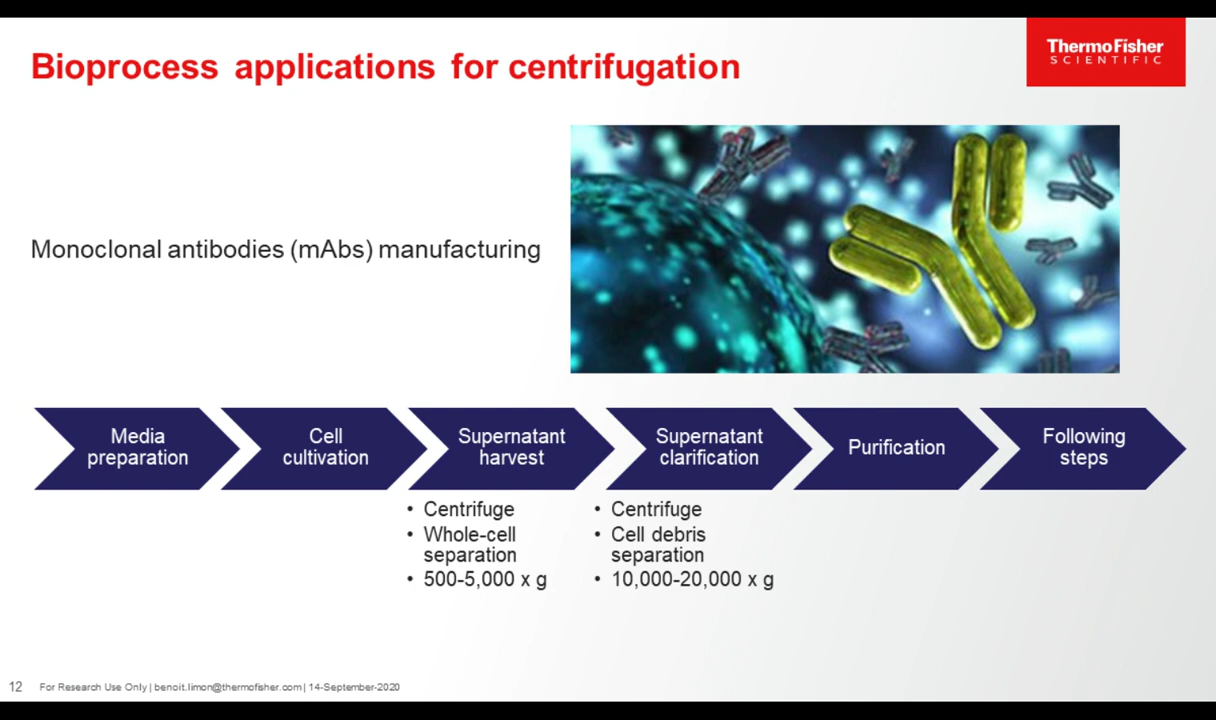 Bioprocess applications for centrifugation
ThermoFisher
SCIENTIFIC
Monoclonal antibodies (mAbs) manufacturing
Media
preparation
Cell
cultivation
Supernatant
harvest
Supernatant
clarification
Purification
Following
steps
• Centrifuge
• Whole-cell
separation
• 500-5,000 x g
• Centrifuge
• Cell debris
separation
• 10,000-20,000 x g
12 For Research Use Only | benoit.limon@thermofisher.com | 14-September-2020